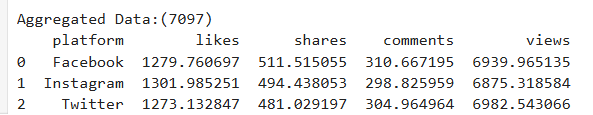 Aggregated Data:(7097)
platform likes shares comments views
0 Facebook 1279.760697 511.515055 310.667195 6939.965135
1 Instagram 1301.985251 494.438053 298.825959 6875.318584
2 Twitter 1273.132847 481.029197 304.964964 6982.543066